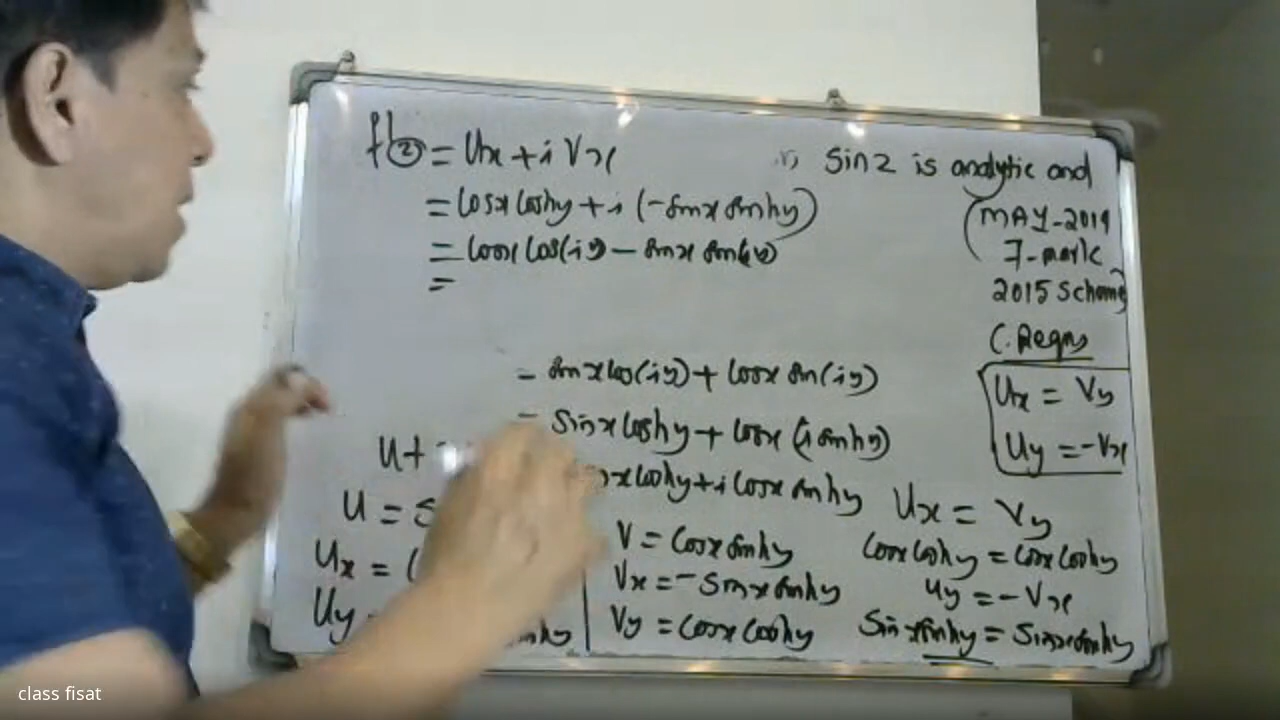 f'(z) = Ux + i Vx
= Cosx Coshy + i (-Sinx Sinhy)
= Cosx Cos(iy) - Sinx Sin(iy)
=
Sin z is analytic and
(MAY-2019
7-mark
2015 Scheme)
C.R eqns
Ux = Vy
Uy = -Vx
= Sinx Cos(iy) + Cosx Sin(iy)
= Sinx Coshy + Cosx (i Sinhy)
Coshy + i Cosx Sinhy
U+
U = S
Ux = (
Uy
V = Cosx Sinhy
Vx = -Sinx Sinhy
Vy = Cosx Coshy
Ux = Vy
Cosx Coshy = Cosx Coshy
Uy = -Vx
Sinx Sinhy = Sinx Sinhy
class fisat